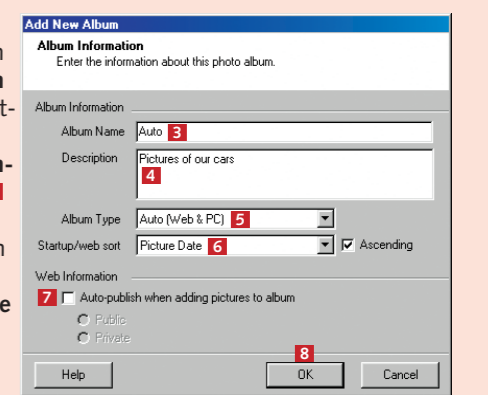 Add New Album
Album Information
Enter the information about this photo album.
Album Information
Album Name Auto 3
Description Pictures of our cars
4
Album Type Auto (Web & PC) 5
Startup/web sort Picture Date 6 Ascending
Web Information
7 Auto-publish when adding pictures to album
Public
Private
8
Help OK Cancel